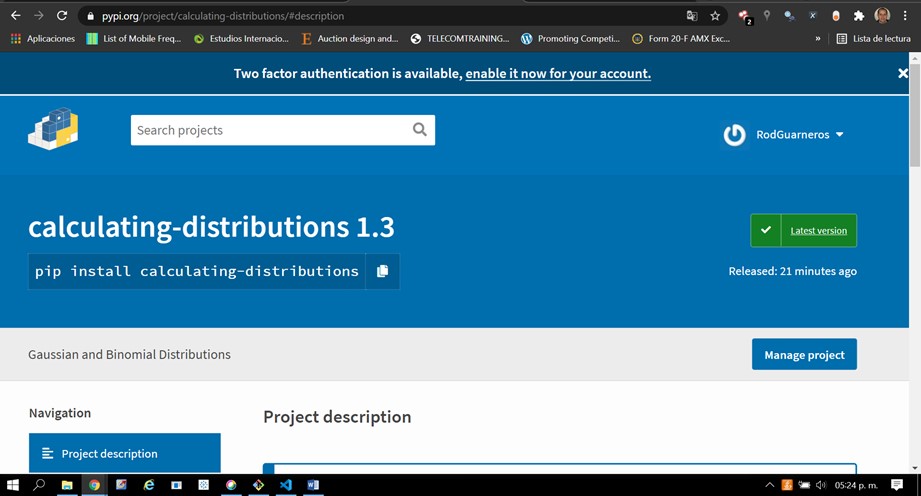 pypi.org/project/calculating-distributions/#description
2
Aplicaciones
List of Mobile Freq...
Estudios Internacio...
Auction design and...
TELECOMTRAINING...
Promoting Competi...
Form 20-F AMX Exc...
»
Lista de lectura
Two factor authentication is available, enable it now for your account.
Search projects
RodGuarneros
calculating-distributions 1.3
Latest version
pip install calculating-distributions
Released: 21 minutes ago
Gaussian and Binomial Distributions
Manage project
Navigation
Project description
Project description
05:24 p. m.